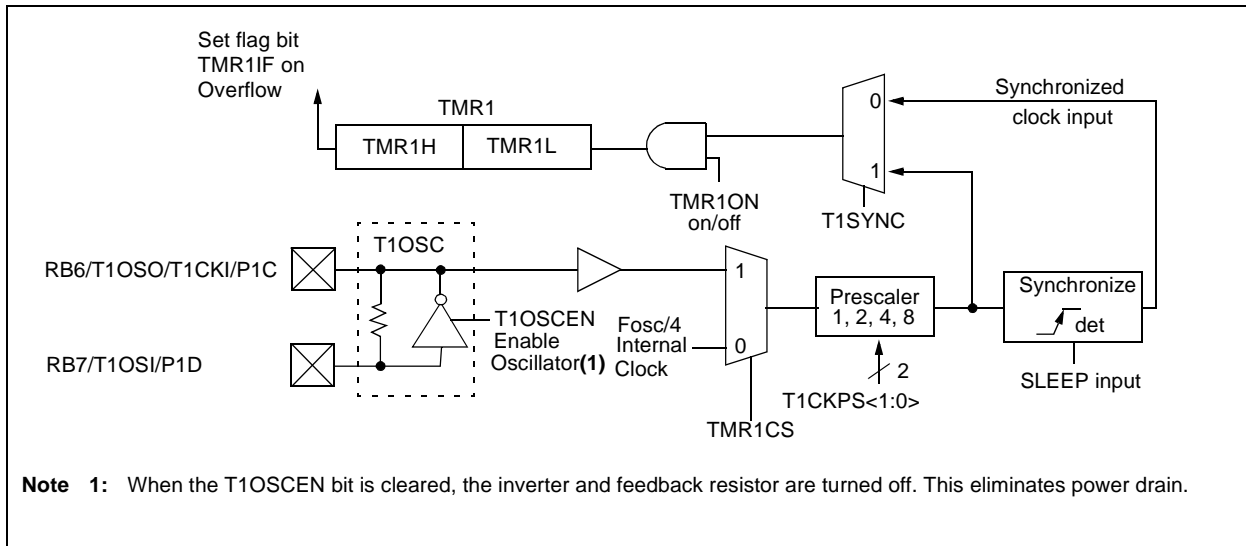 Set flag bit
TMR1IF on
Overflow
TMR1
TMR1H
TMR1L
TMR1ON
on/off
0
1
T1SYNC
Synchronized
clock input
T1OSC
RB6/T1OSO/T1CKI/P1C
RB7/T1OSI/P1D
T1OSCEN
Enable
Oscillator(1)
Fosc/4
Internal
Clock
1
0
TMR1CS
Prescaler
1, 2, 4, 8
2
T1CKPS<1:0>
Synchronize
det
SLEEP input
Note 1: When the T1OSCEN bit is cleared, the inverter and feedback resistor are turned off. This eliminates power drain.